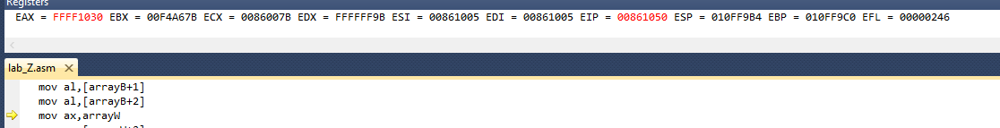 Registers
EAX = FFFF1030 EBX = 00F4A67B ECX = 0086007B EDX = FFFFFF9B ESI = 00861005 EDI = 00861005 EIP = 00861050 ESP = 010FF9B4 EBP = 010FF9C0 EFL = 00000246
lab_Z.asm
mov al,[arrayB+1]
mov al,[arrayB+2]
mov ax,arrayW